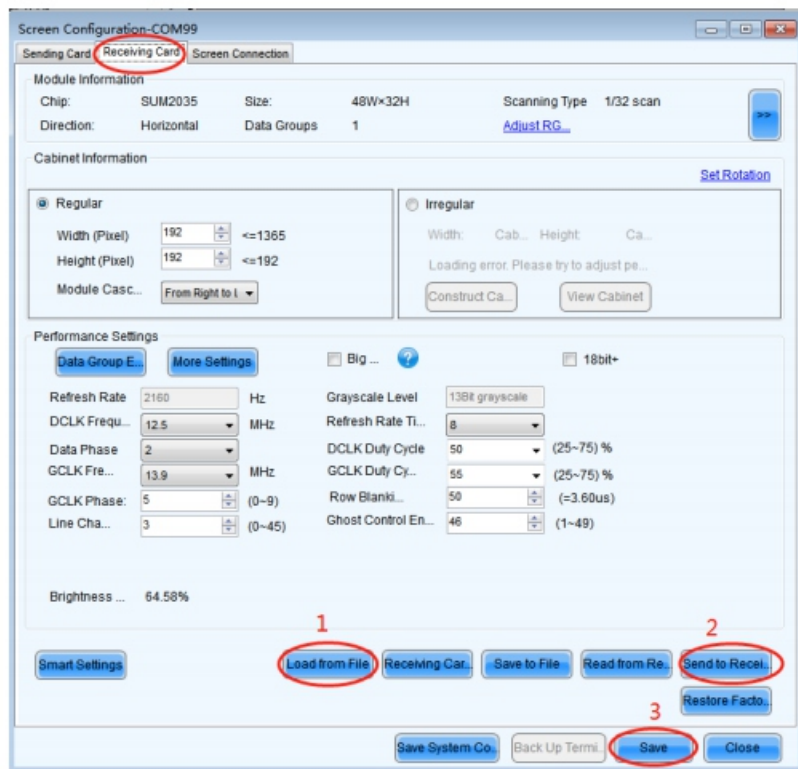 Screen Configuration-COM99
Sending Card Receiving Card Screen Connection
Module Information
Chip: SUM2035 Size: 48W×32H Scanning Type 1/32 scan
Direction: Horizontal Data Groups 1 Adjust RG... >>
Cabinet Information
Set Rotation
Regular Irregular
Width (Pixel) 192 <=1365 Width: Cab... Height: Ca...
Height (Pixel) 192 <=192 Loading error. Please try to adjust pe...
Module Casc... From Right to L Construct Ca... View Cabinet
Performance Settings
Data Group E... More Settings Big ... ? 18bit+
Refresh Rate 2160 Hz Grayscale Level 13Bit grayscale
DCLK Frequ... 12.5 MHz Refresh Rate Ti... 8
Data Phase 2 DCLK Duty Cycle 50 (25~75) %
GCLK Fre... 13.9 MHz GCLK Duty Cy... 55 (25~75) %
GCLK Phase: 5 (0~9) Row Blanki... 50 (=3.60us)
Line Cha... 3 (0~45) Ghost Control En... 46 (1~49)
Brightness ... 64.58%
1 2
Smart Settings Load from File Receiving Car... Save to File Read from Re... Send to Recei...
3 Restore Facto...
Save System Co... Back Up Termi... Save Close